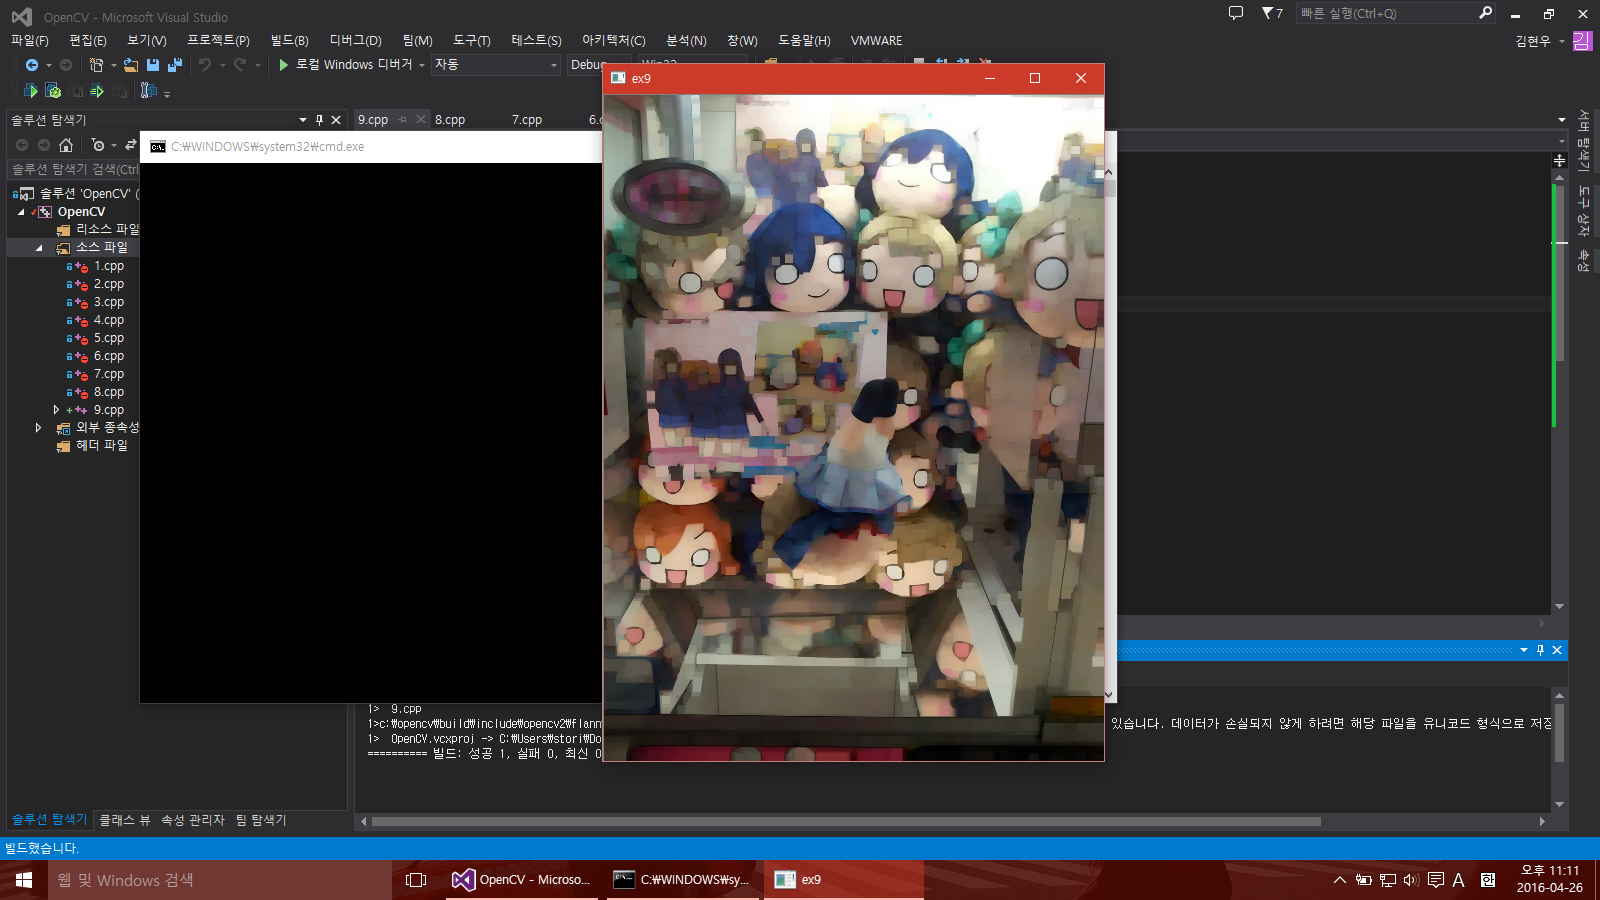 OpenCV - Microsoft Visual Studio
7
빠른 실행(Ctrl+Q)
파일(F) 편집(E) 보기(V) 프로젝트(P) 빌드(B) 디버그(D) 팀(M) 도구(T) 테스트(S) 아키텍처(C) 분석(N) 창(W) 도움말(H) VMWARE
김현우
김
로컬 Windows 디버거
자동
ex9
솔루션 탐색기
9.cpp
8.cpp
7.cpp
C:₩WINDOWS₩system32₩cmd.exe
솔루션 탐색기 검색(Ctrl
솔루션 'OpenCV' (
OpenCV
리소스 파일
소스 파일
1.cpp
2.cpp
3.cpp
4.cpp
5.cpp
6.cpp
7.cpp
8.cpp
9.cpp
외부 종속성
헤더 파일
서버 탐색기
도구 상자
속성
1> 9.cpp
1>c:₩opencv₩build₩include₩opencv2₩flann
있습니다. 데이터가 손실되지 않게 하려면 해당 파일을 유니코드 형식으로 저장
1> OpenCV.vcxproj -> C:₩Users₩stori₩Do
========== 빌드: 성공 1, 실패 0, 최신 0
솔루션 탐색기 클래스 뷰 속성 관리자 팀 탐색기
빌드했습니다.
웹 및 Windows 검색
OpenCV - Microso...
C:₩WINDOWS₩sy...
ex9
A
한
오후 11:11
2016-04-26